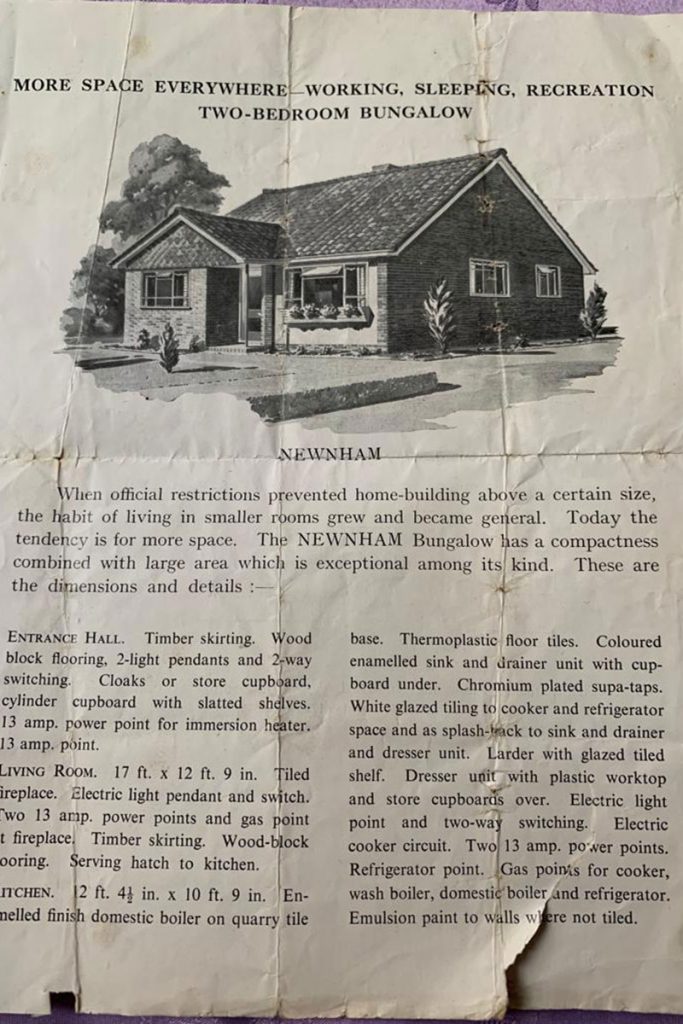 MORE SPACE EVERYWHERE—WORKING, SLEEPING, RECREATION
TWO-BEDROOM BUNGALOW
NEWNHAM
When official restrictions prevented home-building above a certain size,
the habit of living in smaller rooms grew and became general. Today the
tendency is for more space. The NEWNHAM Bungalow has a compactness
combined with large area which is exceptional among its kind. These are
the dimensions and details :—
ENTRANCE HALL. Timber skirting. Wood
block flooring, 2-light pendants and 2-way
switching. Cloaks or store cupboard,
cylinder cupboard with slatted shelves.
13 amp. power point for immersion heater.
13 amp. point.
LIVING ROOM. 17 ft. x 12 ft. 9 in. Tiled
ireplace. Electric light pendant and switch.
Two 13 amp. power points and gas point
t fireplace. Timber skirting. Wood-block
ooring. Serving hatch to kitchen.
ITCHEN. 12 ft. 4½ in. x 10 ft. 9 in. En-
melled finish domestic boiler on quarry tile
base. Thermoplastic floor tiles. Coloured
enamelled sink and drainer unit with cup-
board under. Chromium plated supa-taps.
White glazed tiling to cooker and refrigerator
space and as splash-back to sink and drainer
and dresser unit. Larder with glazed tiled
shelf. Dresser unit with plastic worktop
and store cupboards over. Electric light
point and two-way switching. Electric
cooker circuit. Two 13 amp. power points.
Refrigerator point. Gas points for cooker,
wash boiler, domestic boiler and refrigerator.
Emulsion paint to walls where not tiled.